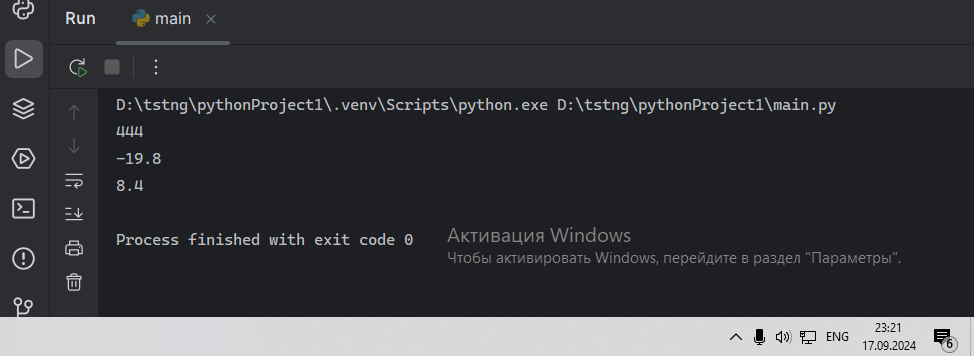 Run
main
D:\tstng\pythonProject1\.venv\Scripts\python.exe D:\tstng\pythonProject1\main.py
444
-19.8
8.4
Process finished with exit code 0
Активация Windows
Чтобы активировать Windows, перейдите в раздел "Параметры".
ENG
23:21
17.09.2024
6